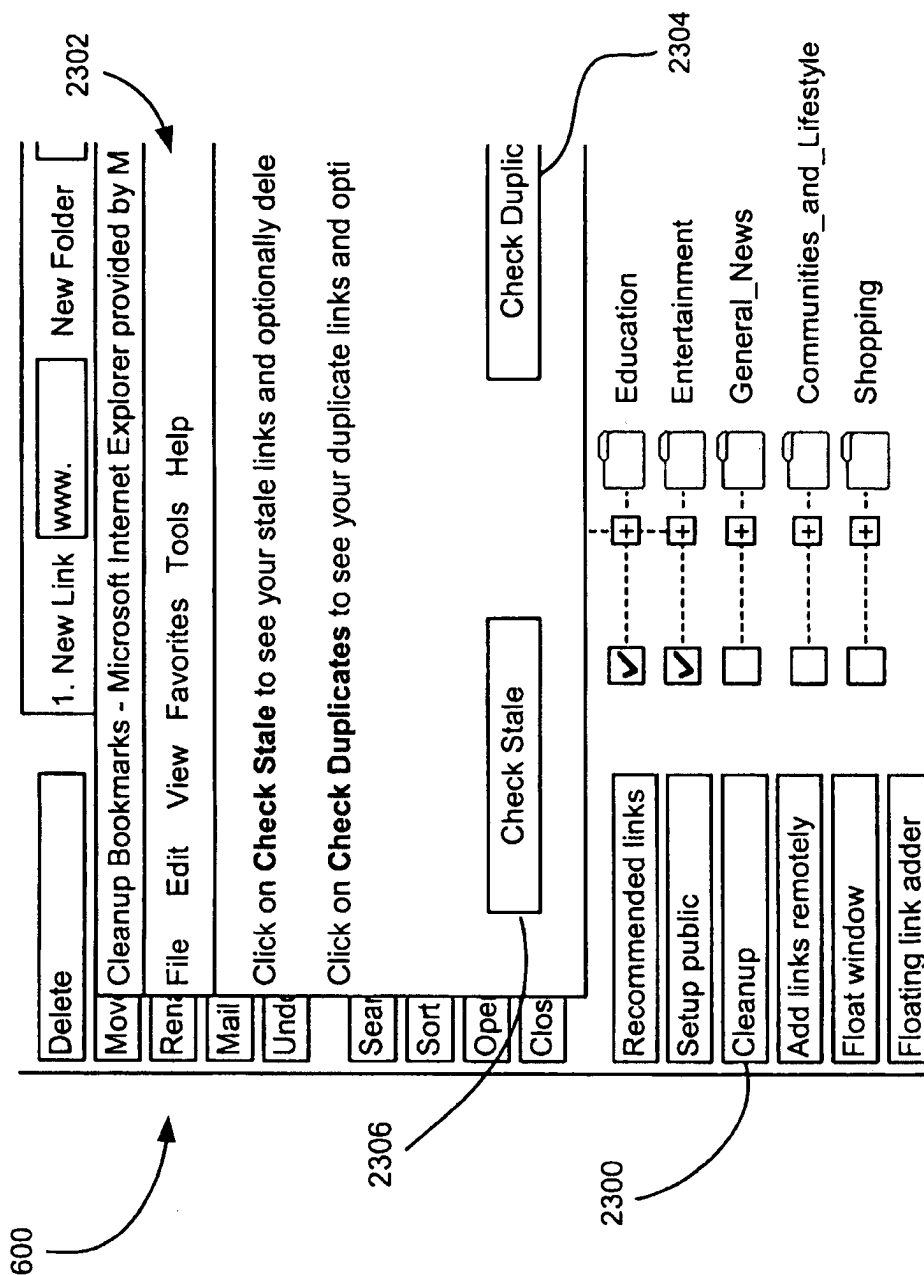 600
2302
Delete
1. New Link www. New Folder
Mov
Cleanup Bookmarks - Microsoft Internet Explorer provided by M
Ren
File Edit View Favorites Tools Help
Mail
Und
Click on Check Stale to see your stale links and optionally dele
Click on Check Duplicates to see your duplicate links and opti
Sear
Sort
Ope
Clos
Check Stale
Check Duplic
2306
2304
Recommended links
Education
Setup public
Entertainment
Cleanup
General_News
2300
Add links remotely
Communities_and_Lifestyle
Float window
Shopping
Floating link adder